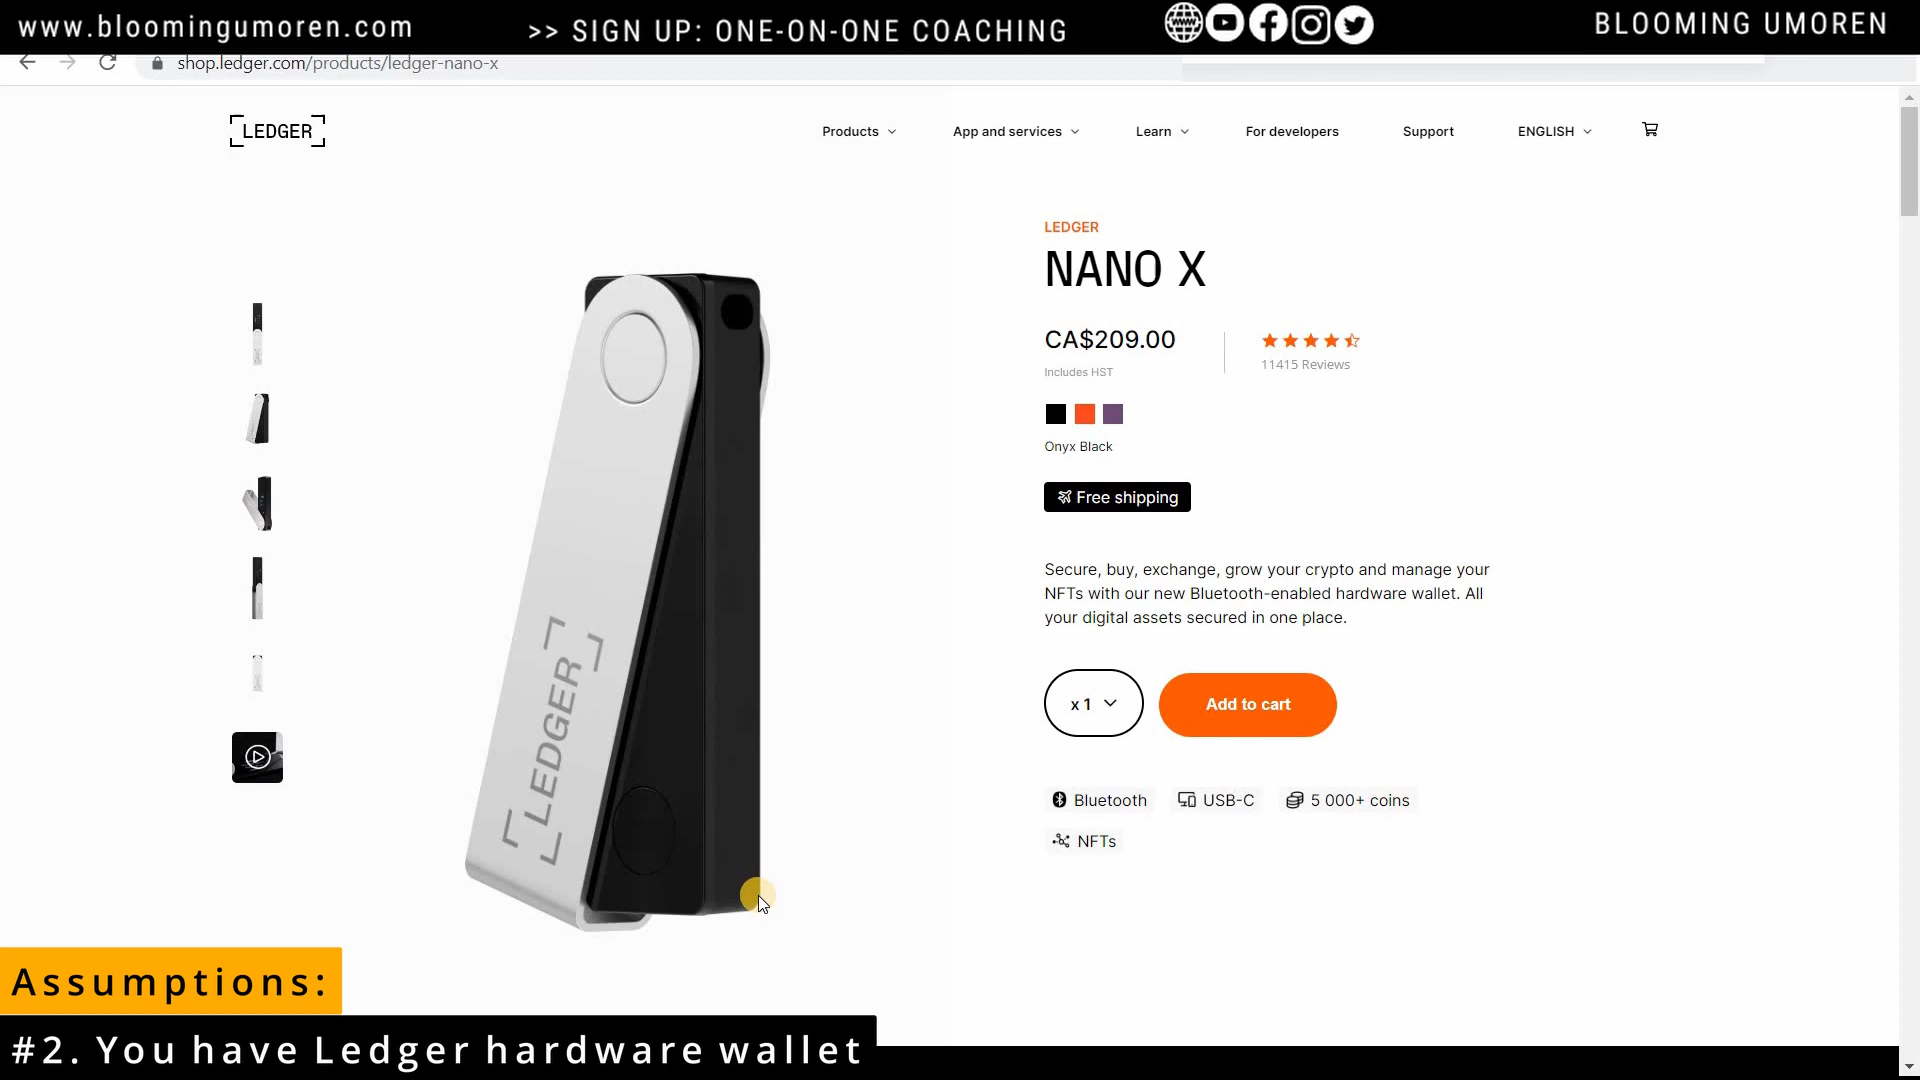 www.bloomingumoren.com
>> SIGN UP: ONE-ON-ONE COACHING
BLOOMING UMOREN
shop.ledger.com/products/ledger-nano-x
LEDGER
Products
App and services
Learn
For developers
Support
ENGLISH
LEDGER
NANO X
CA$209.00
Includes HST
11415 Reviews
Onyx Black
Free shipping
Secure, buy, exchange, grow your crypto and manage your
NFTs with our new Bluetooth-enabled hardware wallet. All
your digital assets secured in one place.
x 1
Add to cart
Bluetooth
USB-C
5 000+ coins
NFTs
LEDGER
Assumptions:
#2. You have Ledger hardware wallet